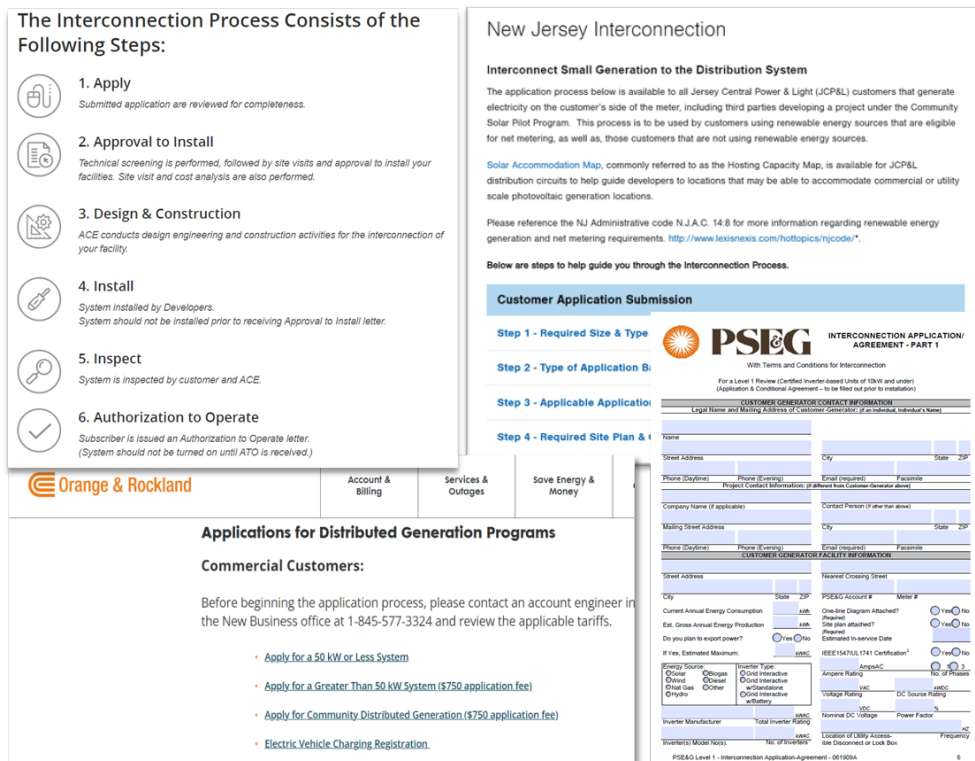 The Interconnection Process Consists of the
Following Steps:
1. Apply
Submitted application are reviewed for completeness.
2. Approval to Install
Technical screening is performed, followed by site visits and approval to install your
facilities. Site visit and cost analysis are also performed.
3. Design & Construction
ACE conducts design engineering and construction activities for the interconnection of
your facility.
4. Install
System installed by Developers.
System should not be installed prior to receiving Approval to Install letter.
5. Inspect
System is inspected by customer and ACE.
6. Authorization to Operate
Subscriber is issued an Authorization to Operate letter.
(System should not be turned on until ATO is received.)
New Jersey Interconnection
Interconnect Small Generation to the Distribution System
The application process below is available to all Jersey Central Power & Light (JCP&L) customers that generate
electricity on the customer's side of the meter, including third parties developing a project under the Community
Solar Pilot Program. This process is to be used by customers using renewable energy sources that are eligible
for net metering, as well as, those customers that are not using renewable energy sources.
Solar Accommodation Map, commonly referred to as the Hosting Capacity Map, is available for JCP&L
distribution circuits to help guide developers to locations that may be able to accommodate commercial or utility
scale photovoltaic generation locations.
Please reference the NJ Administrative code N.J.A.C. 14:8 for more information regarding renewable energy
generation and net metering requirements. http://www.lexisnexis.com/hottopics/njcode/*.
Below are steps to help guide you through the Interconnection Process.
Customer Application Submission
Step 1 - Required Size & Type
Step 2 - Type of Application
Step 3 - Applicable Application
Step 4 - Required Site Plan &
Orange & Rockland
Account &
Billing
Services &
Outages
Save Energy &
Money
Applications for Distributed Generation Programs
Commercial Customers:
Before beginning the application process, please contact an account engineer in
the New Business office at 1-845-577-3324 and review the applicable tariffs.
• Apply for a 50 kW or Less System
• Apply for a Greater Than 50 kW System ($750 application fee)
• Apply for Community Distributed Generation ($750 application fee)
• Electric Vehicle Charging Registration
PSE&G
INTERCONNECTION APPLICATION/
AGREEMENT - PART 1
With Terms and Conditions for Interconnection
For a Level 1 Review (Certified Inverter-based Units of 10kW and under)
(Application & Conditional Agreement – to be filled out prior to installation)
CUSTOMER GENERATOR CONTACT INFORMATION
Legal Name and Mailing Address of Customer-Generator: (if an Individual, Individual's Name)
Name
Street Address City State ZIP
Phone (Daytime) Phone (Evening) Email (required) Facsimile
Project Contact Information: (if different from Customer-Generator above)
Company Name (if applicable) Contact Person (if other than above)
Mailing Street Address City State ZIP
Phone (Daytime) Phone (Evening) Email (required) Facsimile
CUSTOMER GENERATOR FACILITY INFORMATION
Street Address Nearest Crossing Street
City State ZIP PSE&G Account # Meter #
Current Annual Energy Consumption kWh One-line Diagram Attached? Yes No
(Required)
Est. Gross Annual Energy Production kWh Site plan attached? Yes No
(Required)
Do you plan to export power? Yes No Estimated In-service Date
If Yes, Estimated Maximum: kWAC IEEE1547/UL1741 Certification² Yes No
Energy Source:
Solar Biogas
Wind Diesel
Nat Gas Other
Hydro
Inverter Type:
Grid Interactive
Grid Interactive
w/Standalone
Grid Interactive
w/Battery
AmpsAC 1 3
Ampere Rating No. of Phases
VAC kWDC
Voltage Rating DC Source Rating
VDC %
Nominal DC Voltage Power Factor
kWAC
Inverter Manufacturer Total Inverter Rating
HZ
kWAC
Location of Utility Access- Frequency
ible Disconnect or Lock Box
Inverter(s) Model No(s). No. of Inverters
PSE&G Level 1 - Interconnection Application-Agreement - 061909A 6